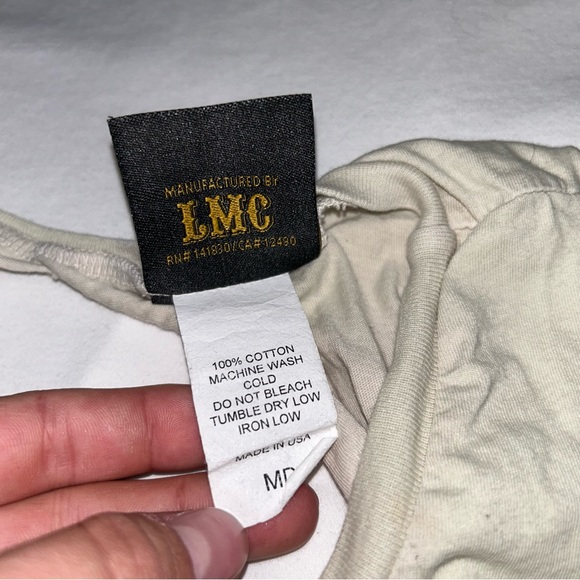 MANUFACTURED BY
LMC
RN# 141830 / CA# 12490
100% COTTON
MACHINE WASH
COLD
DO NOT BLEACH
TUMBLE DRY LOW
IRON LOW
MADE IN USA
MD